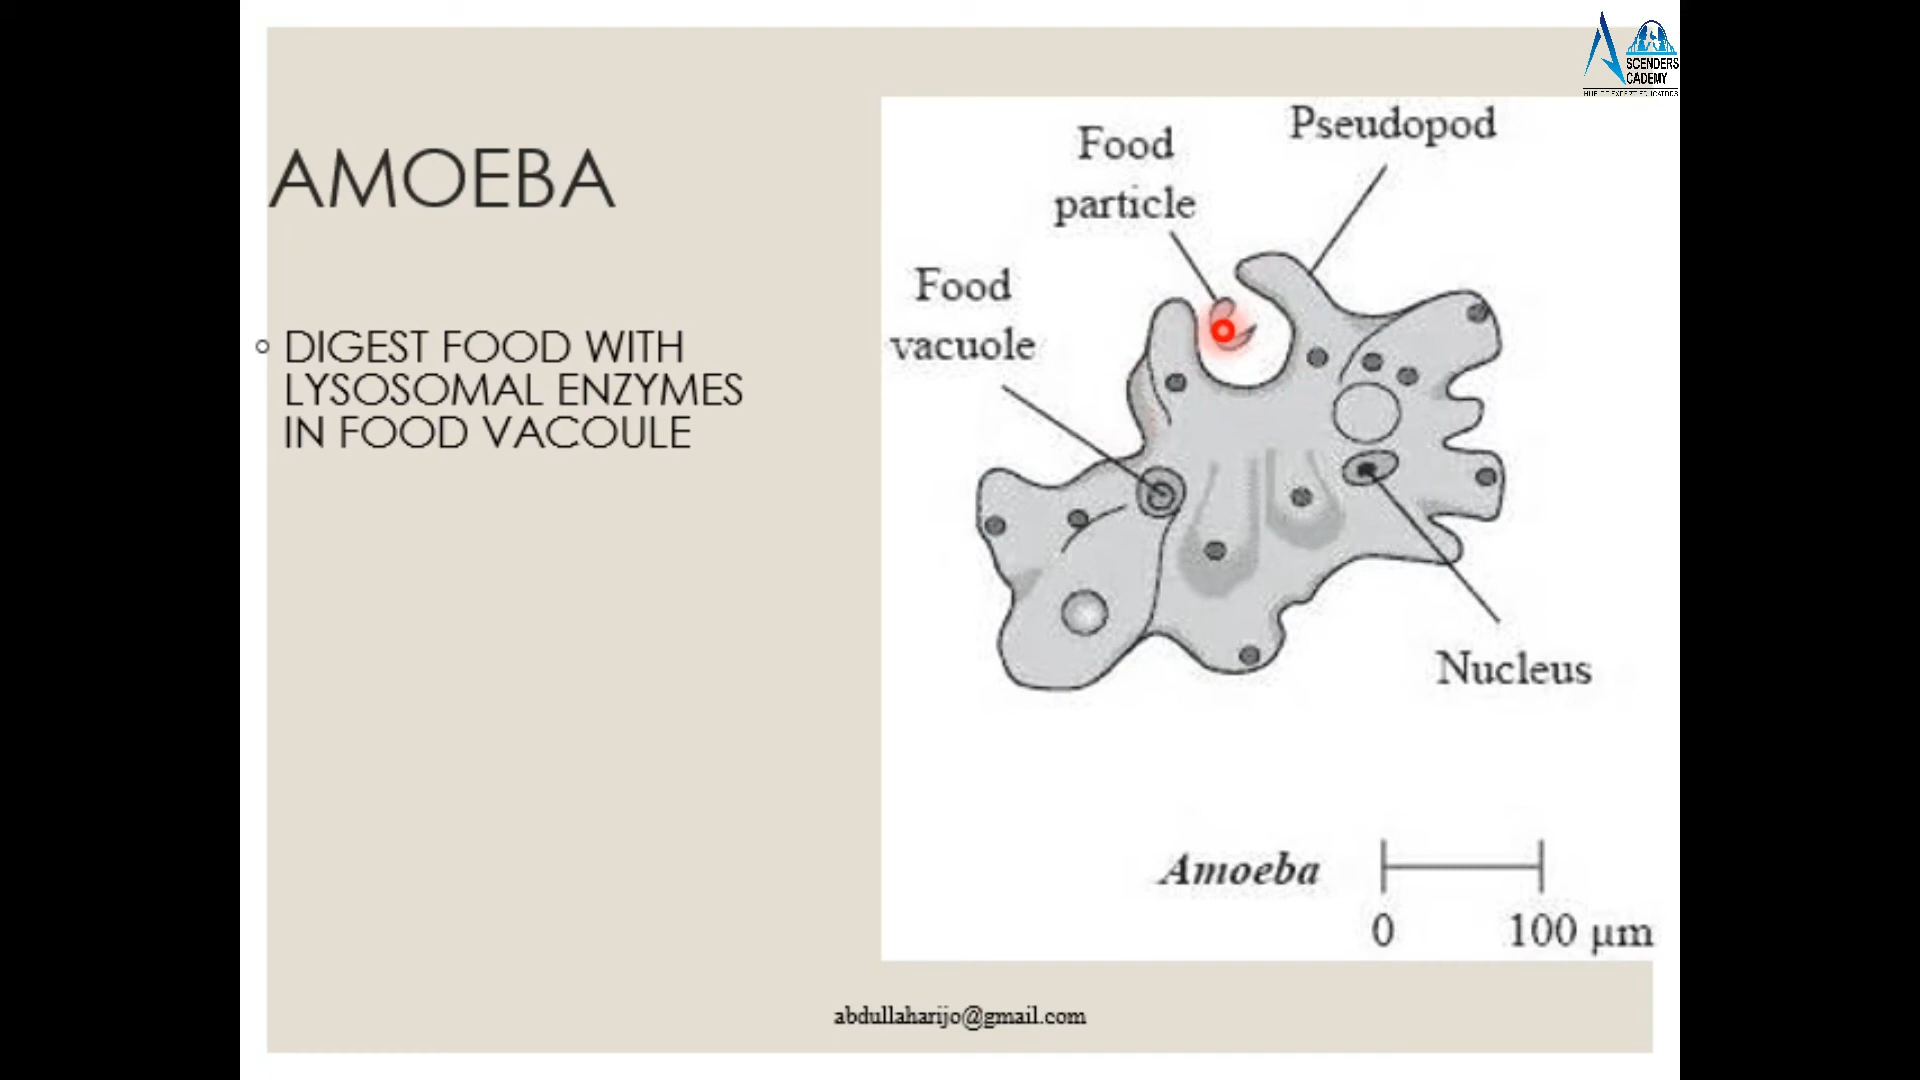 SCENDERS
CADEMY
AMOEBA
DIGEST FOOD WITH
LYSOSOMAL ENZYMES
IN FOOD VACOULE
Pseudopod
Food
particle
Food
vacuole
Nucleus
Amoeba
0 100 μm
abdullaharijo@gmail.com